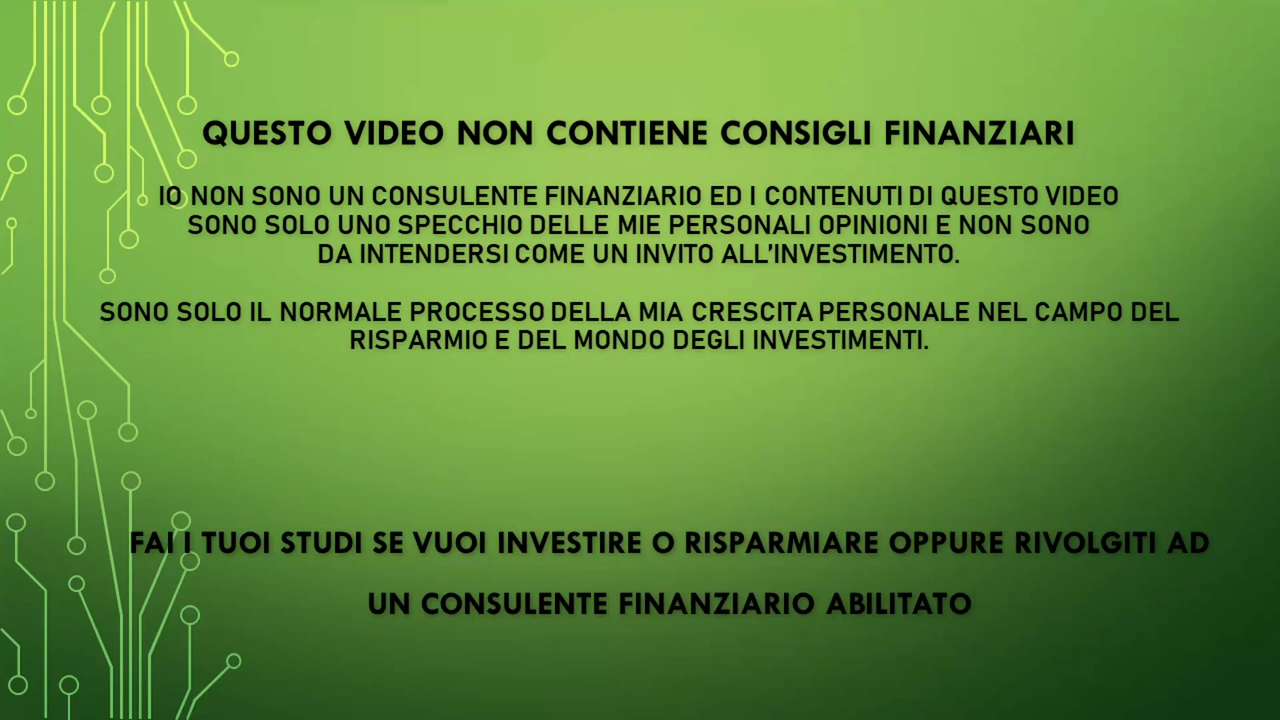 QUESTO VIDEO NON CONTIENE CONSIGLI FINANZIARI
IO NON SONO UN CONSULENTE FINANZIARIO ED I CONTENUTI DI QUESTO VIDEO
SONO SOLO UNO SPECCHIO DELLE MIE PERSONALI OPINIONI E NON SONO
DA INTENDERSI COME UN INVITO ALL'INVESTIMENTO.
SONO SOLO IL NORMALE PROCESSO DELLA MIA CRESCITA PERSONALE NEL CAMPO DEL
RISPARMIO E DEL MONDO DEGLI INVESTIMENTI.
FAI I TUOI STUDI SE VUOI INVESTIRE O RISPARMIARE OPPURE RIVOLGITI AD
UN CONSULENTE FINANZIARIO ABILITATO